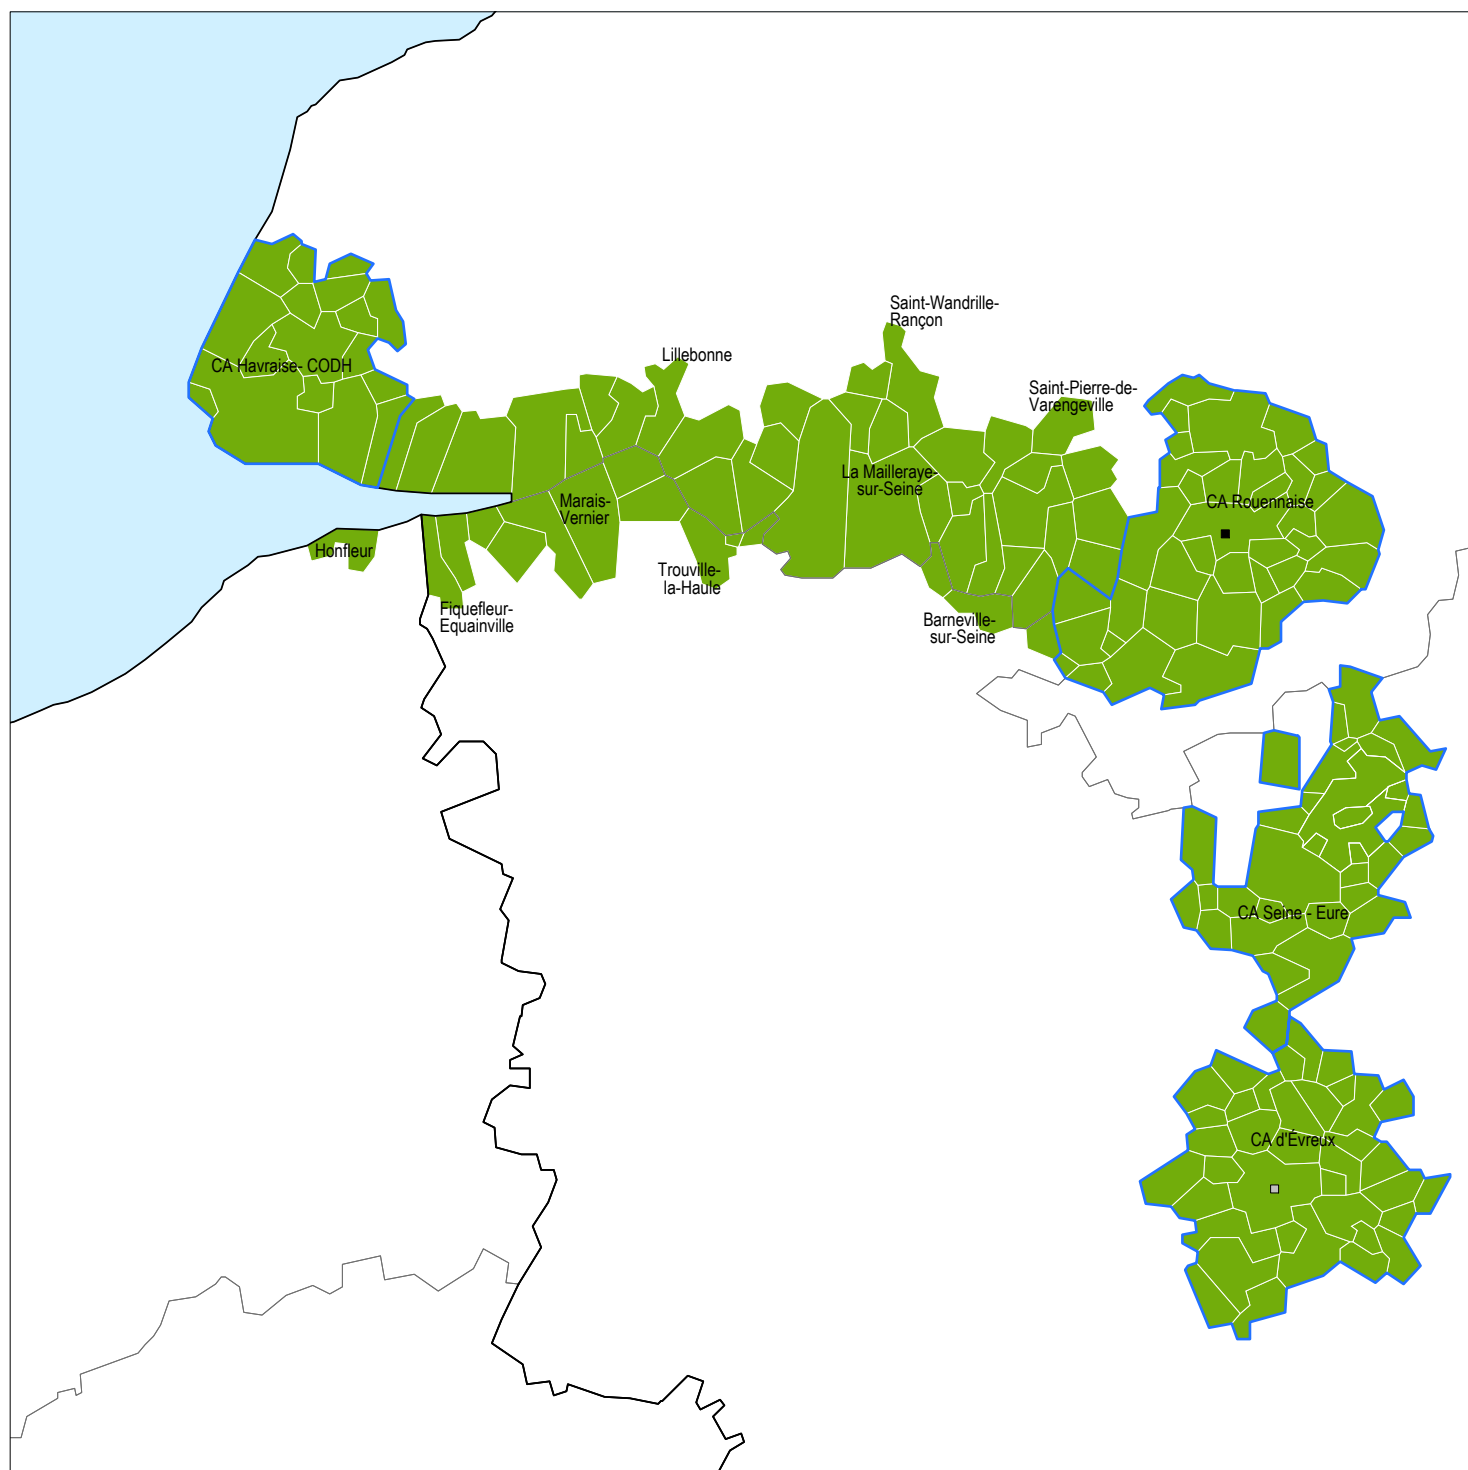 Saint-Wandrille-
Rançon
Lillebonne
CA Havraise- CODH
Saint-Pierre-de-
Varengeville
La Mailleraye-
sur-Seine
CA Rouennaise
Marais-
Vernier
Honfleur
Trouville-
la-Haule
Fiquefleur-
Equainville
Barneville-
sur-Seine
CA Seine - Eure
CA d'Évreux